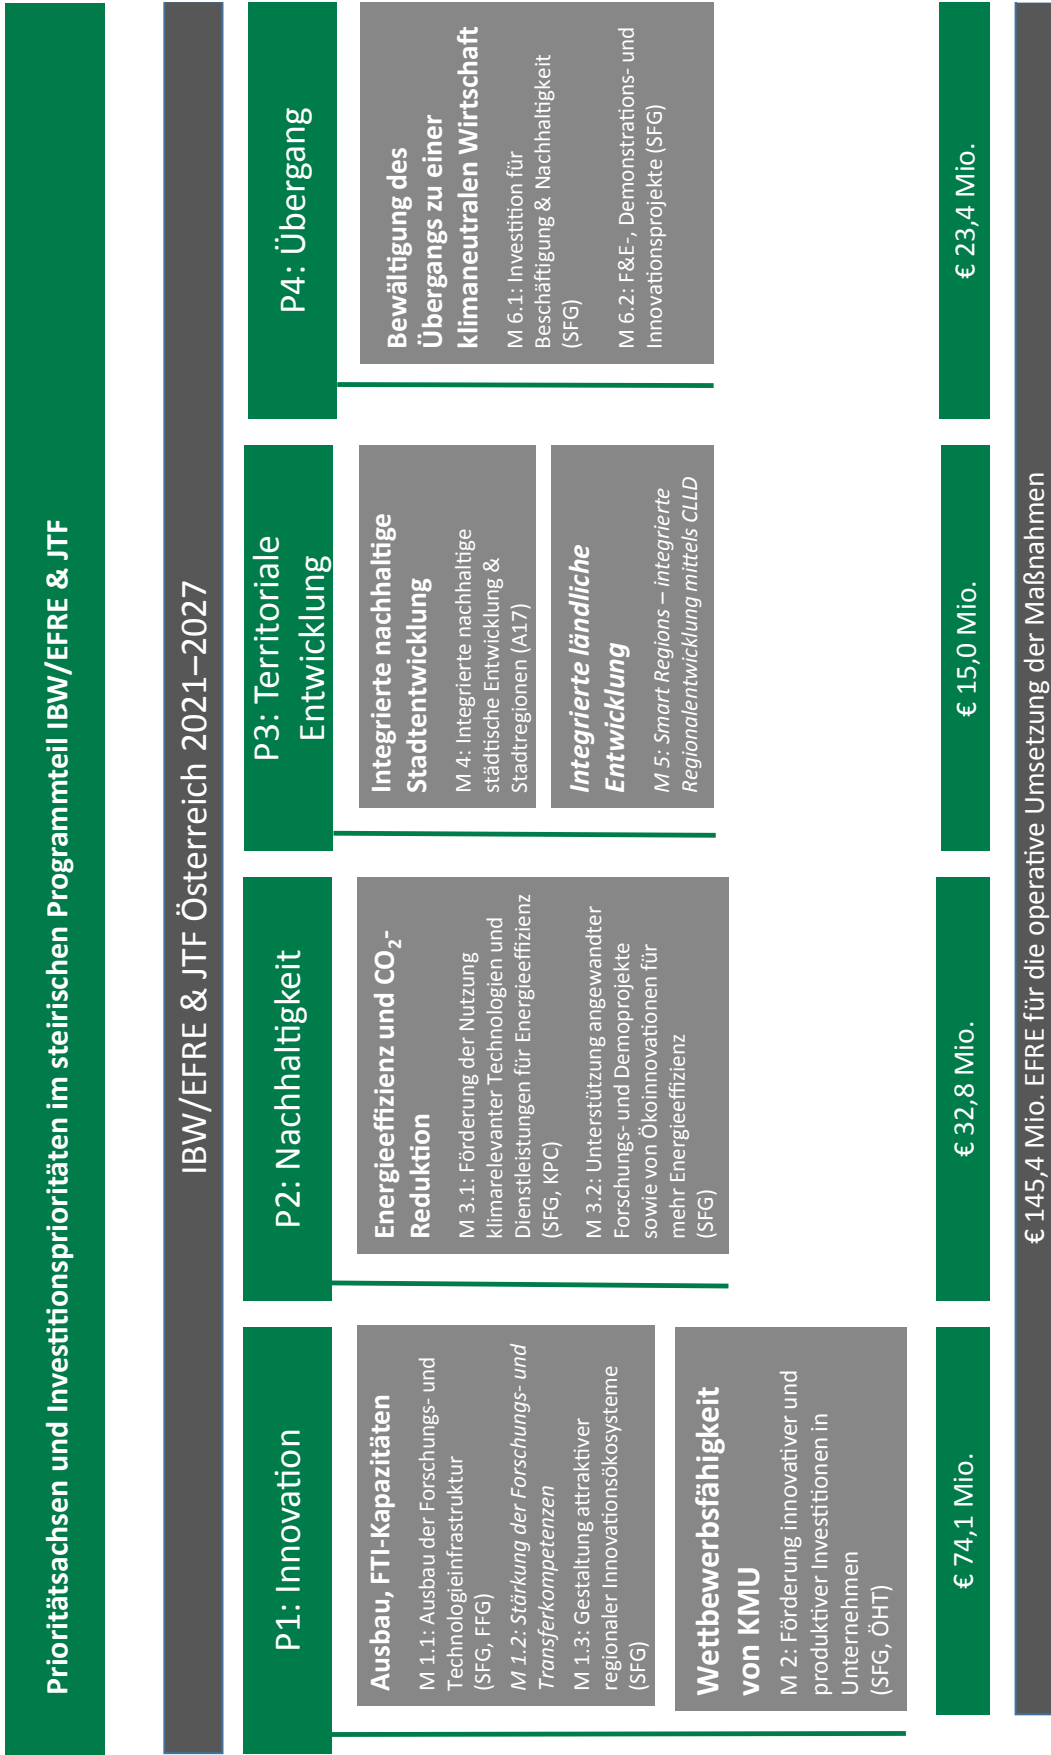 Prioritätsachsen und Investitionsprioritäten im steirischen Programmteil IBW/EFRE & JTF
IBW/EFRE & JTF Österreich 2021–2027
P1: Innovation
Ausbau, FTI-Kapazitäten
M 1.1: Ausbau der Forschungs- und
Technologieinfrastruktur
(SFG, FFG)
M 1.2: Stärkung der Forschungs- und
Transferkompetenzen
M 1.3: Gestaltung attraktiver
regionaler Innovationsökosysteme
(SFG)
Wettbewerbsfähigkeit
von KMU
M 2: Förderung innovativer und
produktiver Investitionen in
Unternehmen
(SFG, ÖHT)
€ 74,1 Mio.
P2: Nachhaltigkeit
Energieeffizienz und CO₂-
Reduktion
M 3.1: Förderung der Nutzung
klimarelevanter Technologien und
Dienstleistungen für Energieeffizienz
(SFG, KPC)
M 3.2: Unterstützung angewandter
Forschungs- und Demoprojekte
sowie von Ökoinnovationen für
mehr Energieeffizienz
(SFG)
€ 32,8 Mio.
P3: Territoriale
Entwicklung
Integrierte nachhaltige
Stadtentwicklung
M 4: Integrierte nachhaltige
städtische Entwicklung &
Stadtregionen (A17)
Integrierte ländliche
Entwicklung
M 5: Smart Regions – integrierte
Regionalentwicklung mittels CLLD
€ 15,0 Mio.
P4: Übergang
Bewältigung des
Übergangs zu einer
klimaneutralen Wirtschaft
M 6.1: Investition für
Beschäftigung & Nachhaltigkeit
(SFG)
M 6.2: F&E-, Demonstrations- und
Innovationsprojekte (SFG)
€ 23,4 Mio.
€ 145,4 Mio. EFRE für die operative Umsetzung der Maßnahmen